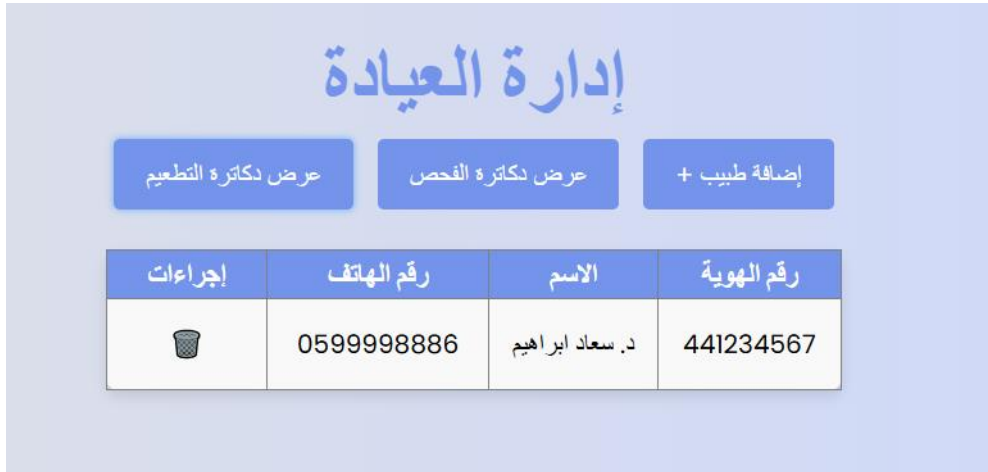 إدارة العيادة
إضافة طبيب + عرض دكاترة الفحص عرض دكاترة التطعيم
رقم الهوية الاسم رقم الهاتف إجراءات
441234567 د. سعاد ابراهيم 0599998886